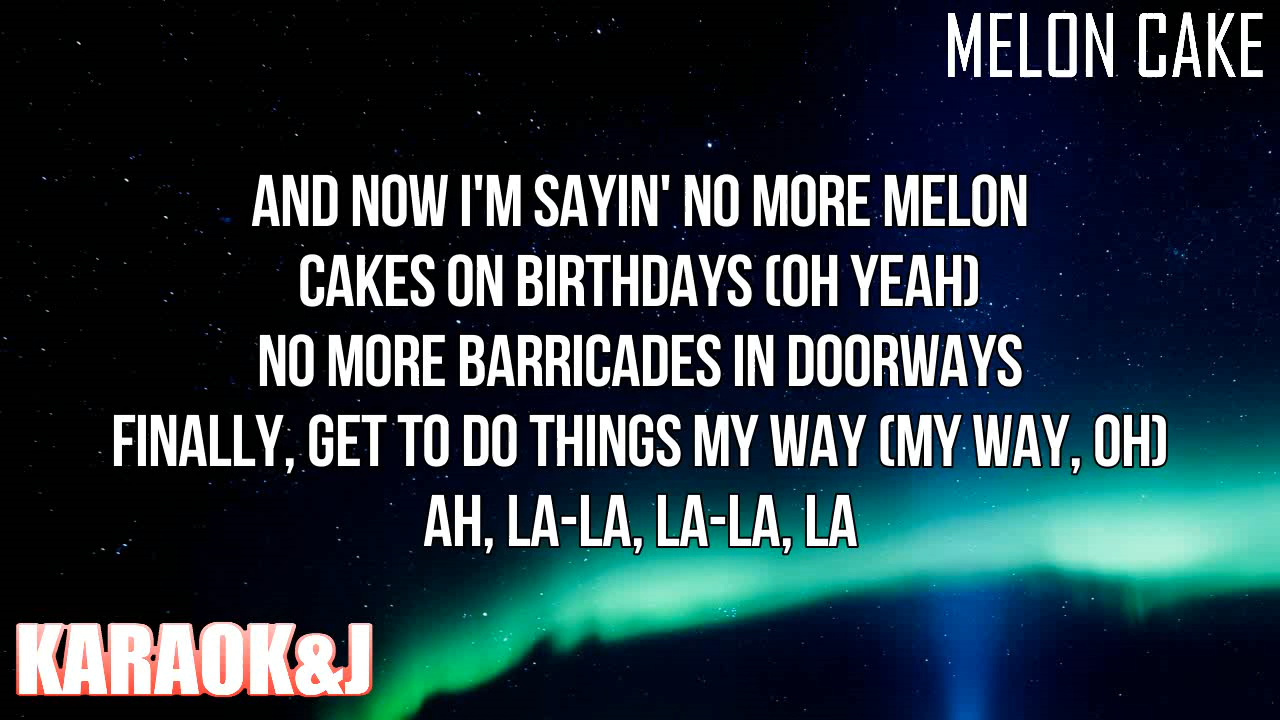 MELON CAKE
AND NOW I'M SAYIN' NO MORE MELON
CAKES ON BIRTHDAYS (OH YEAH)
NO MORE BARRICADES IN DOORWAYS
FINALLY, GET TO DO THINGS MY WAY (MY WAY, OH)
AH, LA-LA, LA-LA, LA
KARAOK&J